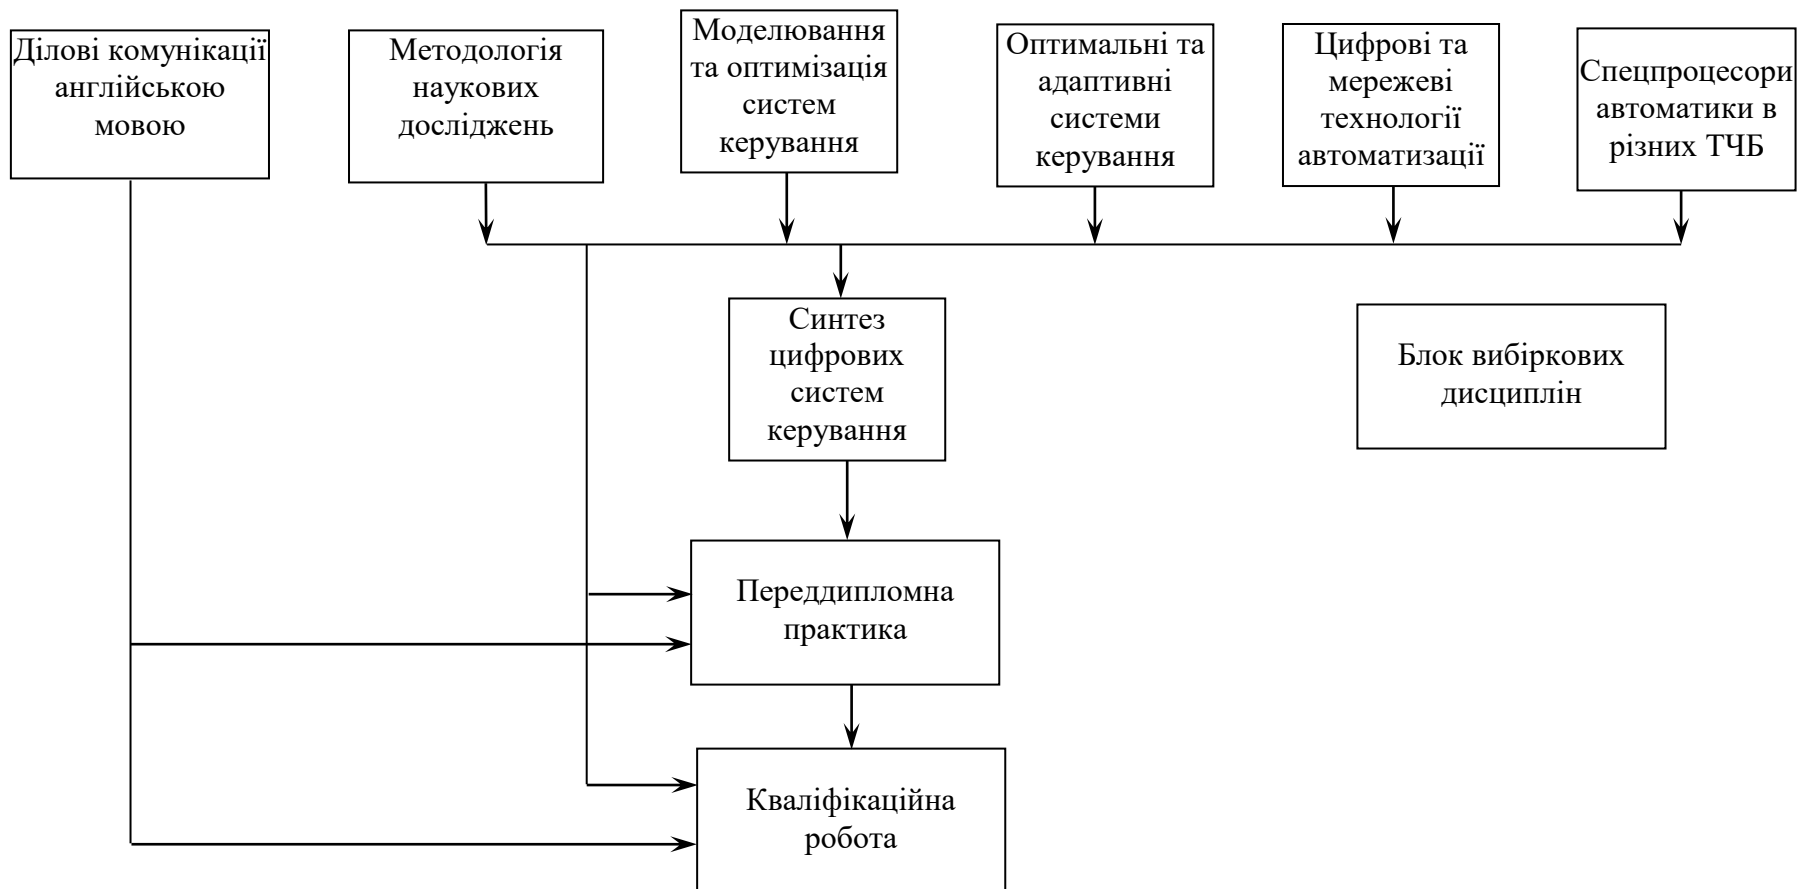 Ділові комунікації
англійською
мовою
Методологія
наукових
досліджень
Моделювання
та оптимізація
систем
керування
Оптимальні та
адаптивні
системи
керування
Цифрові та
мережеві
технології
автоматизації
Спецпроцесори
автоматики в
різних ТЧБ
Синтез
цифрових
систем
керування
Блок вибіркових
дисциплін
Переддипломна
практика
Кваліфікаційна
робота